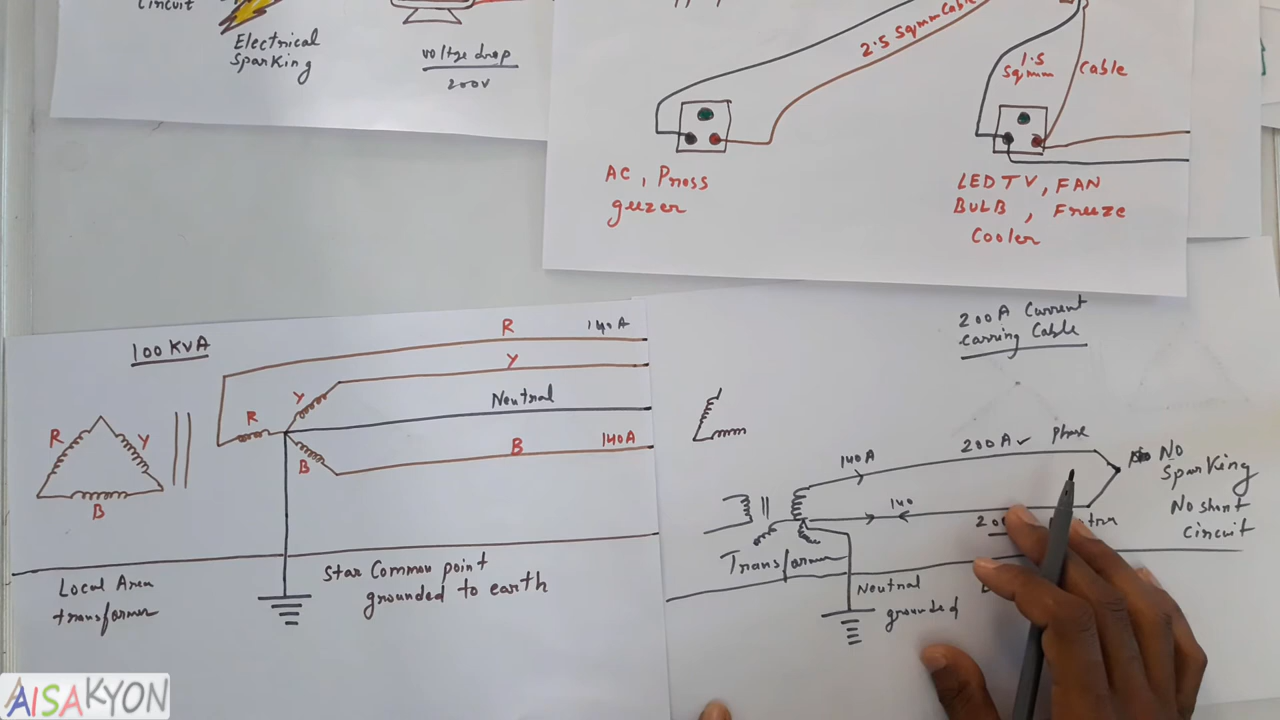 Circuit
Electrical
Sparking
voltge drop
200V
2.5 Sqmm Cable
1.5
Sqmm
Cable
AC, Press
geezer
LED TV, FAN
BULB, Freeze
Cooler
100 KVA
R
Y
B
R
Y
B
R
140A
Y
Neutral
B
140A
Local Area
transformer
Star Common point
grounded to earth
200A Current
Carring Cable
140A
200A
Phase
140
No
Sparking
No short
Circuit
Transformer
Neutral
grounded
AISAKYON